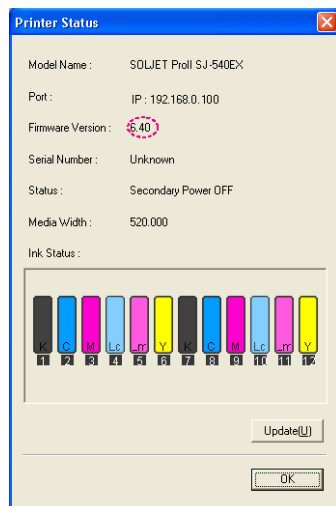 Printer Status
Model Name : SOLJET ProII SJ-540EX
Port : IP : 192.168.0.100
Firmware Version : 6.40
Serial Number : Unknown
Status : Secondary Power OFF
Media Width : 520.000
Ink Status :
K C M Lc Lm Y K C M Lc Lm Y
1 2 3 4 5 6 7 8 9 10 11 12
Update(U)
OK